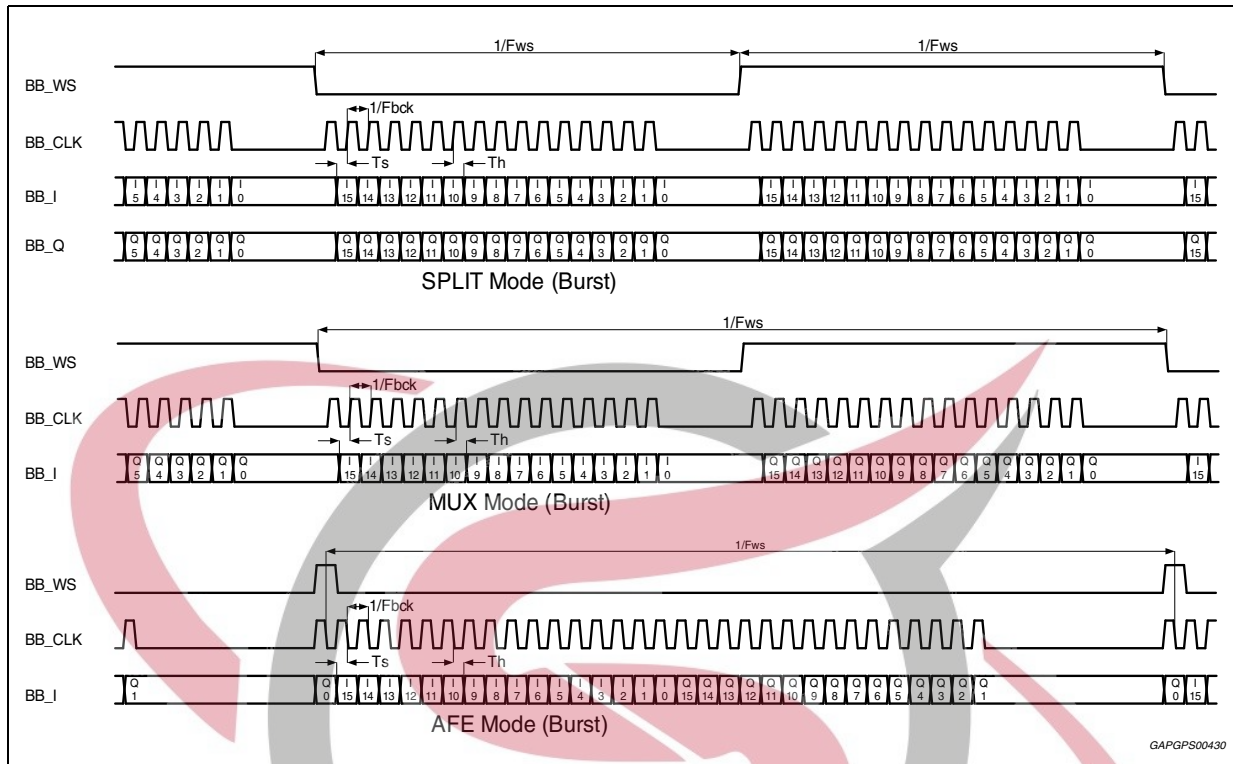 1/Fws 1/Fws
BB_WS
1/Fbck
BB_CLK
Ts Th
BB_I I I I I I I I I I I I I I I I I I I I I I I I I I I I I I I I I I I I I I I
5 4 3 2 1 0 15 14 13 12 11 10 9 8 7 6 5 4 3 2 1 0 15 14 13 12 11 10 9 8 7 6 5 4 3 2 1 0 15
BB_Q Q Q Q Q Q Q Q Q Q Q Q Q Q Q Q Q Q Q Q Q Q Q Q Q Q Q Q Q Q Q Q Q Q Q Q Q Q Q Q
5 4 3 2 1 0 15 14 13 12 11 10 9 8 7 6 5 4 3 2 1 0 15 14 13 12 11 10 9 8 7 6 5 4 3 2 1 0 15
SPLIT Mode (Burst)
1/Fws
BB_WS
1/Fbck
BB_CLK
Ts Th
BB_I Q Q Q Q Q Q I I I I I I I I I I I I I I I I Q Q Q Q Q Q Q Q Q Q Q Q Q Q Q Q I
5 4 3 2 1 0 15 14 13 12 11 10 9 8 7 6 5 4 3 2 1 0 15 14 13 12 11 10 9 8 7 6 5 4 3 2 1 0 15
MUX Mode (Burst)
1/Fws
BB_WS
1/Fbck
BB_CLK
Ts Th
BB_I Q Q I I I I I I I I I I I I I I I I Q Q Q Q Q Q Q Q Q Q Q Q Q Q Q Q I
1 0 15 14 13 12 11 10 9 8 7 6 5 4 3 2 1 0 15 14 13 12 11 10 9 8 7 6 5 4 3 2 1 0 15
AFE Mode (Burst)
GAPGPS00430